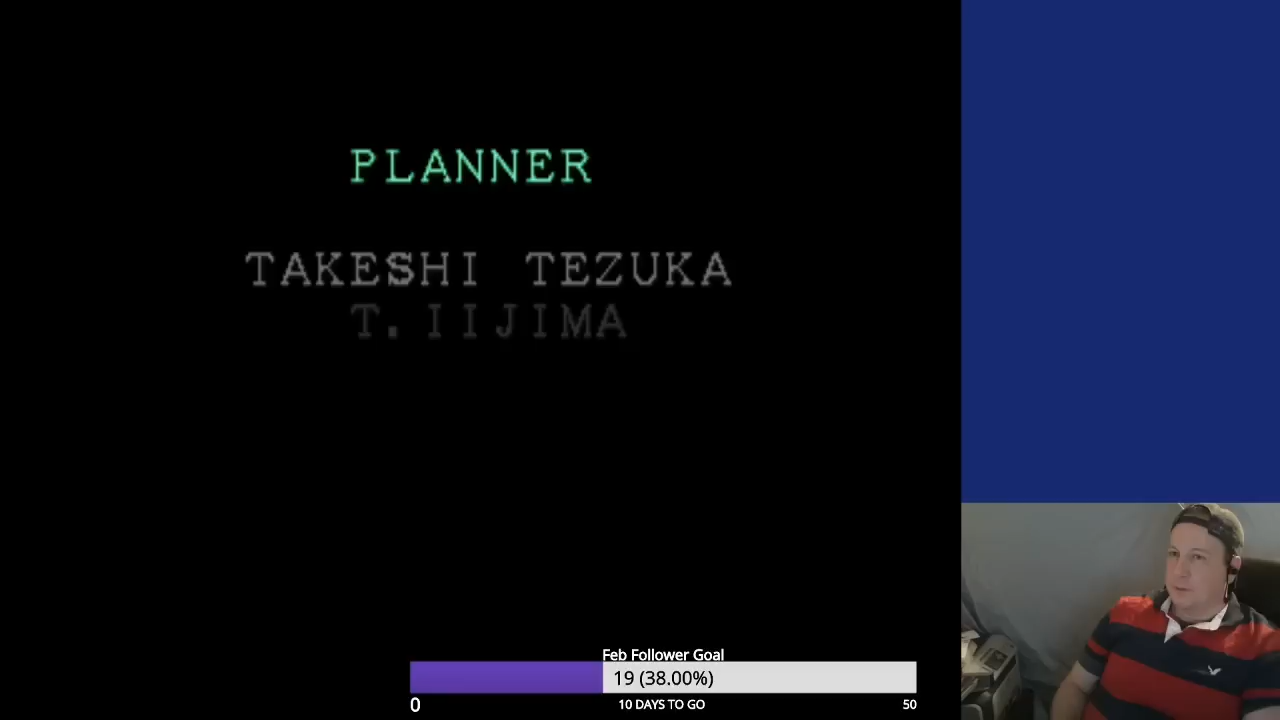 PLANNER
TAKESHI TEZUKA
T.IIJIMA
Feb Follower Goal
19 (38.00%)
0
10 DAYS TO GO
50